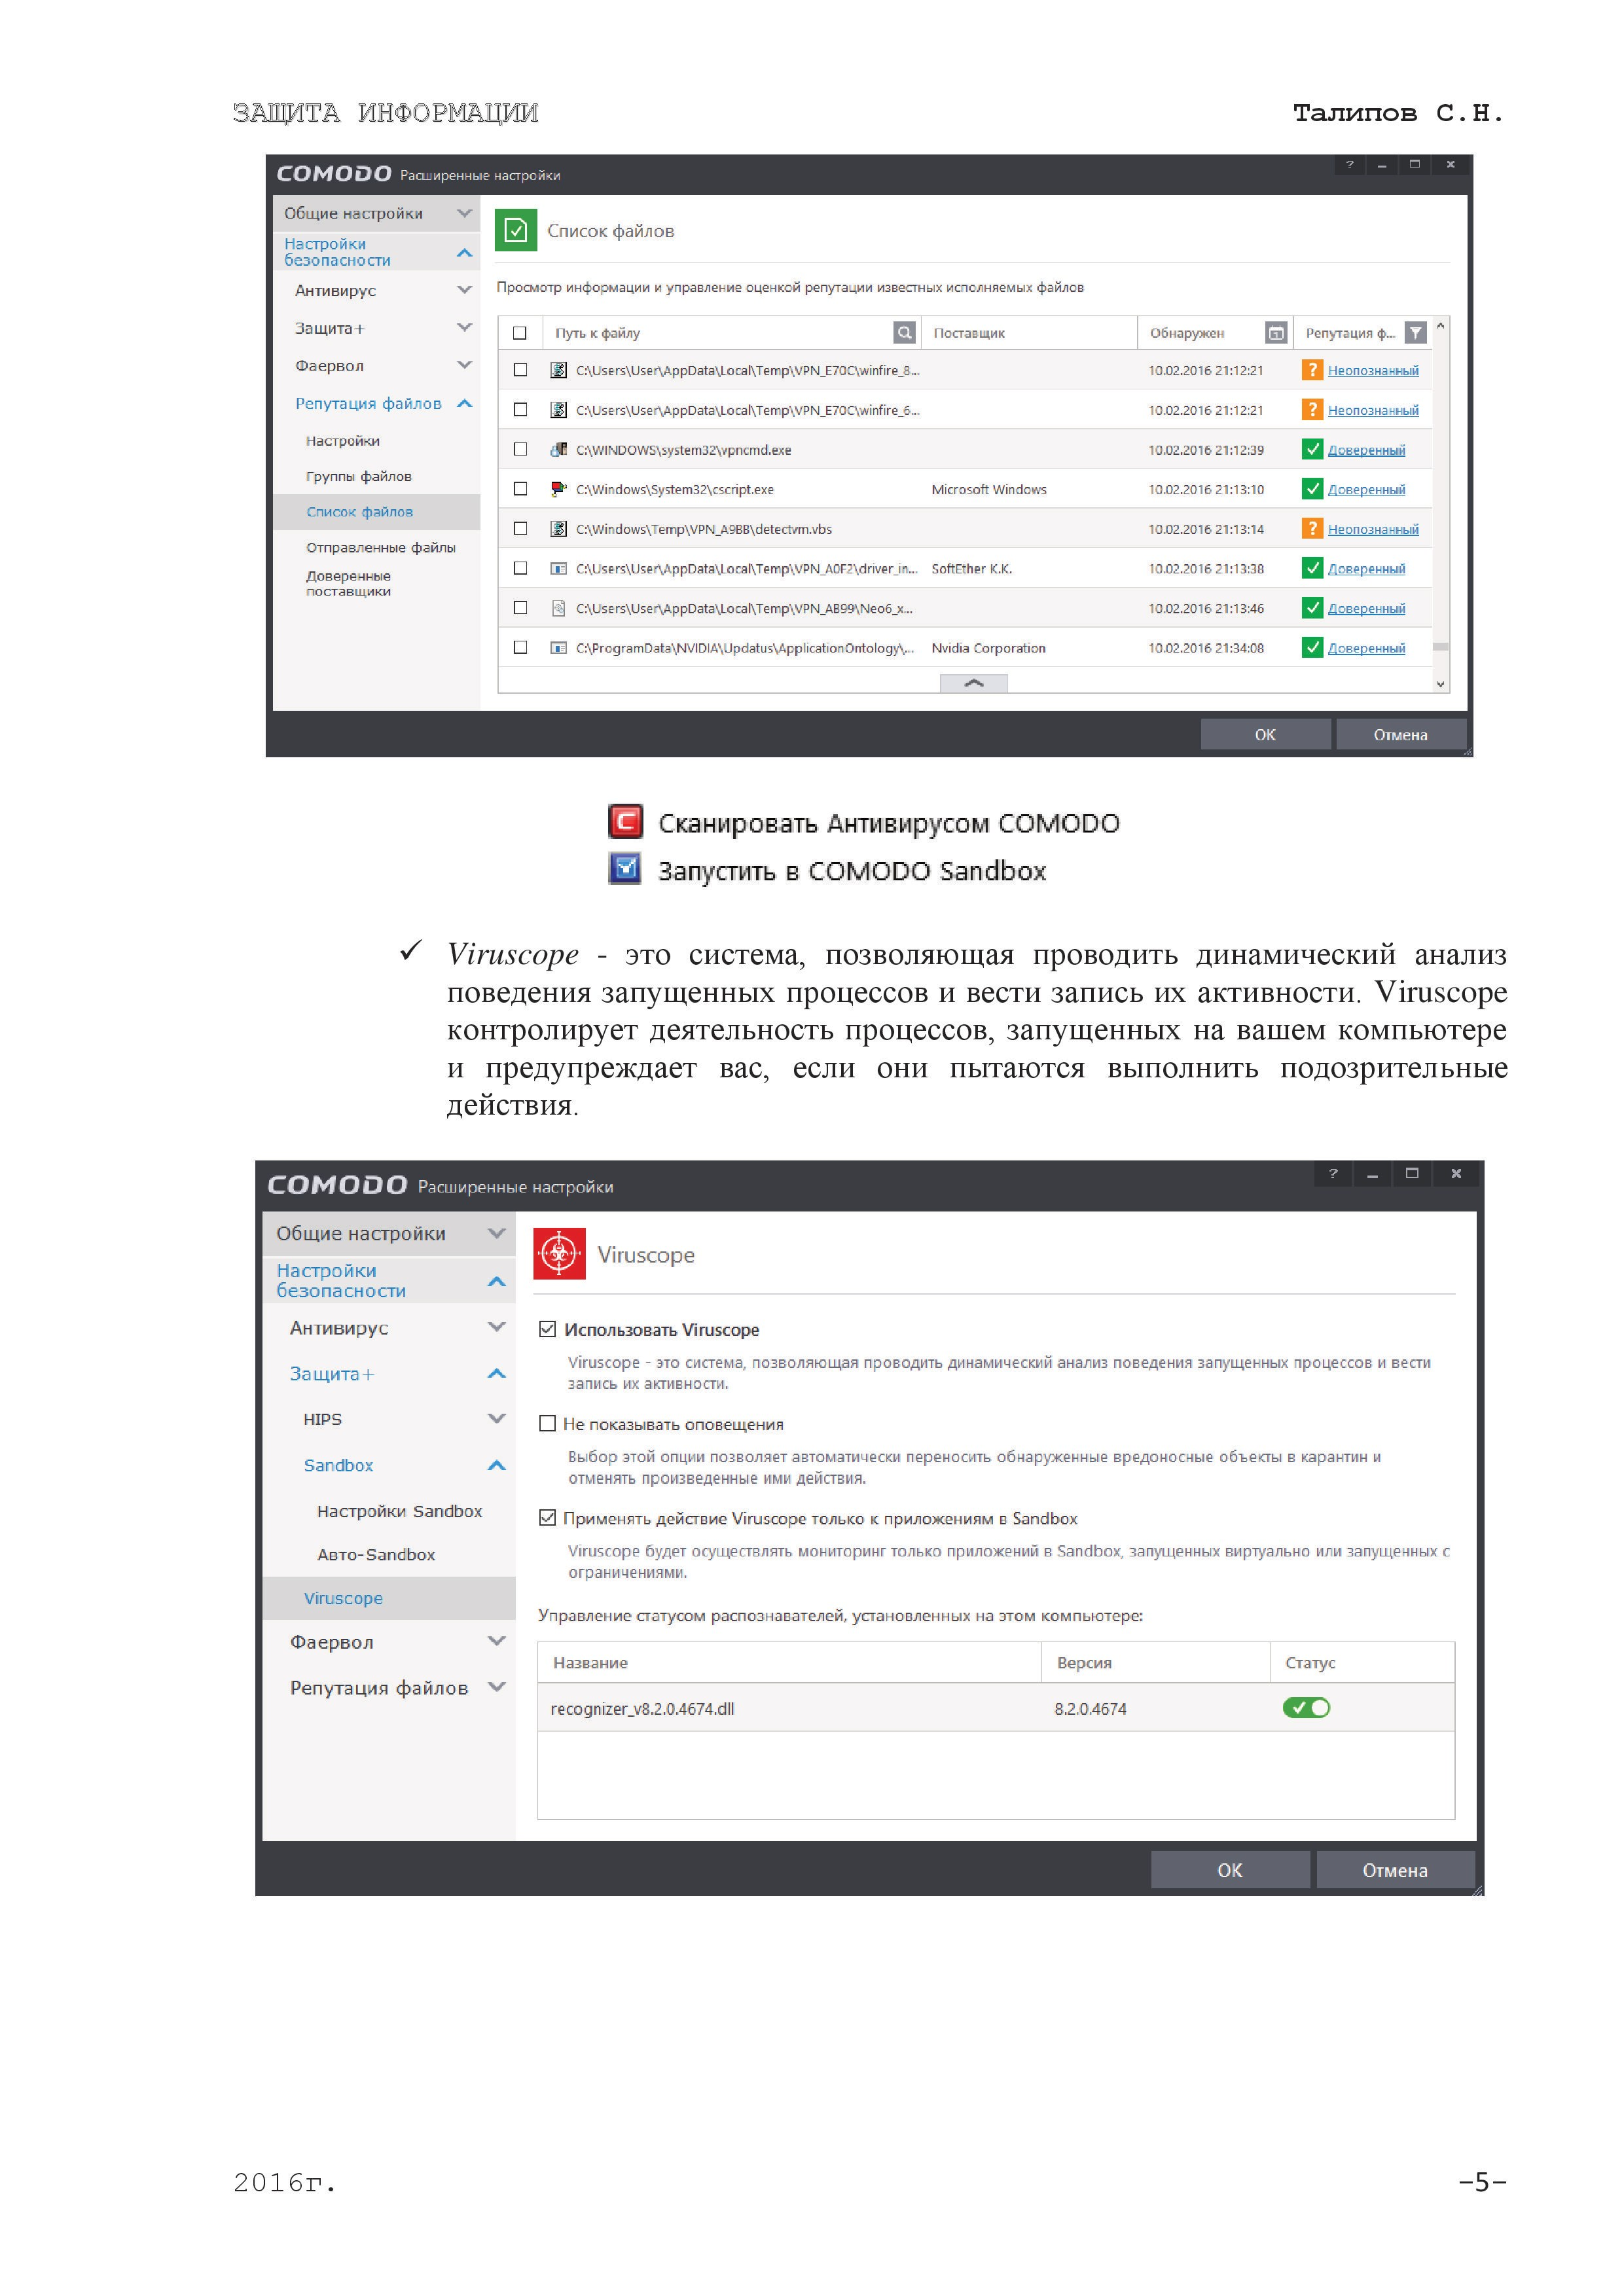 ЗАЩИТА ИНФОРМАЦИИ Талипов С.Н.
COMODO Расширенные настройки
Общие настройки
Настройки
безопасности
Антивирус
Защита+
Фаервол
Репутация файлов
Настройки
Группы файлов
Список файлов
Отправленные файлы
Доверенные
поставщики
Список файлов
Просмотр информации и управление оценкой репутации известных исполняемых файлов
Путь к файлу Поставщик Обнаружен Репутация ф...
C:\Users\User\AppData\Local\Temp\VPN_E70C\winfire_8... 10.02.2016 21:12:21 Неопознанный
C:\Users\User\AppData\Local\Temp\VPN_E70C\winfire_6... 10.02.2016 21:12:21 Неопознанный
C:\WINDOWS\system32\vpncmd.exe 10.02.2016 21:12:39 Доверенный
C:\Windows\System32\cscript.exe Microsoft Windows 10.02.2016 21:13:10 Доверенный
C:\Windows\Temp\VPN_A9BB\detectvm.vbs 10.02.2016 21:13:14 Неопознанный
C:\Users\User\AppData\Local\Temp\VPN_A0F2\driver_in... SoftEther K.K. 10.02.2016 21:13:38 Доверенный
C:\Users\User\AppData\Local\Temp\VPN_AB99\Neo6_x... 10.02.2016 21:13:46 Доверенный
C:\ProgramData\NVIDIA\Updatus\ApplicationOntology\... Nvidia Corporation 10.02.2016 21:34:08 Доверенный
OK Отмена
Сканировать Антивирусом COMODO
Запустить в COMODO Sandbox
✓ Viruscope - это система, позволяющая проводить динамический анализ
поведения запущенных процессов и вести запись их активности. Viruscope
контролирует деятельность процессов, запущенных на вашем компьютере
и предупреждает вас, если они пытаются выполнить подозрительные
действия.
COMODO Расширенные настройки
Общие настройки
Настройки
безопасности
Антивирус
Защита+
HIPS
Sandbox
Настройки Sandbox
Авто-Sandbox
Viruscope
Фаервол
Репутация файлов
Viruscope
Использовать Viruscope
Viruscope - это система, позволяющая проводить динамический анализ поведения запущенных процессов и вести
запись их активности.
Не показывать оповещения
Выбор этой опции позволяет автоматически переносить обнаруженные вредоносные объекты в карантин и
отменять произведенные ими действия.
Применять действие Viruscope только к приложениям в Sandbox
Viruscope будет осуществлять мониторинг только приложений в Sandbox, запущенных виртуально или запущенных с
ограничениями.
Управление статусом распознавателей, установленных на этом компьютере:
Название Версия Статус
recognizer_v8.2.0.4674.dll 8.2.0.4674
OK Отмена
2016г. -5-